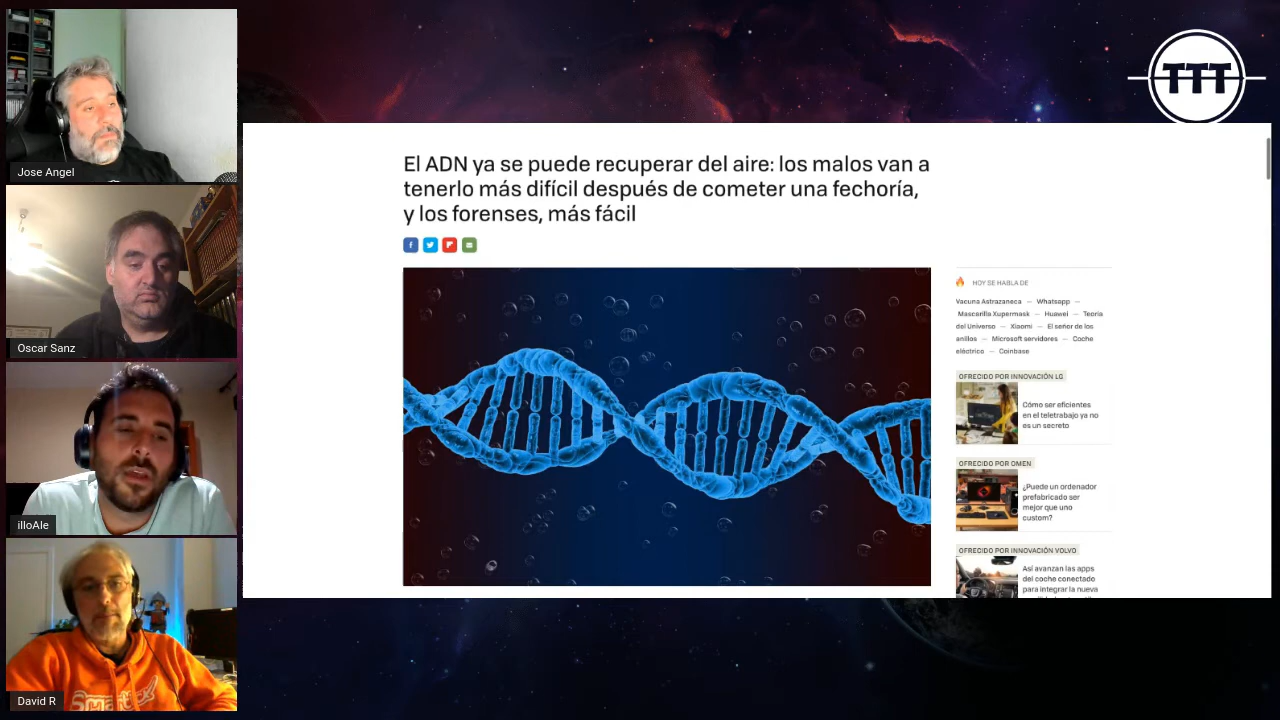 Jose Angel
Oscar Sanz
illoAle
David R
TTT
El ADN ya se puede recuperar del aire: los malos van a
tenerlo más difícil después de cometer una fechoría,
y los forenses, más fácil
HOY SE HABLA DE
Vacuna Astrazaneca — Whatsapp —
Mascarilla Xupermask — Huawei — Teoria
del Universo — Xiaomi — El señor de los
anillos — Microsoft servidores — Coche
eléctrico — Coinbase
OFRECIDO POR INNOVACIÓN LG
Cómo ser eficientes
en el teletrabajo ya no
es un secreto
OFRECIDO POR OMEN
¿Puede un ordenador
prefabricado ser
mejor que uno
custom?
OFRECIDO POR INNOVACIÓN VOLVO
Así avanzan las apps
del coche conectado
para integrar la nueva